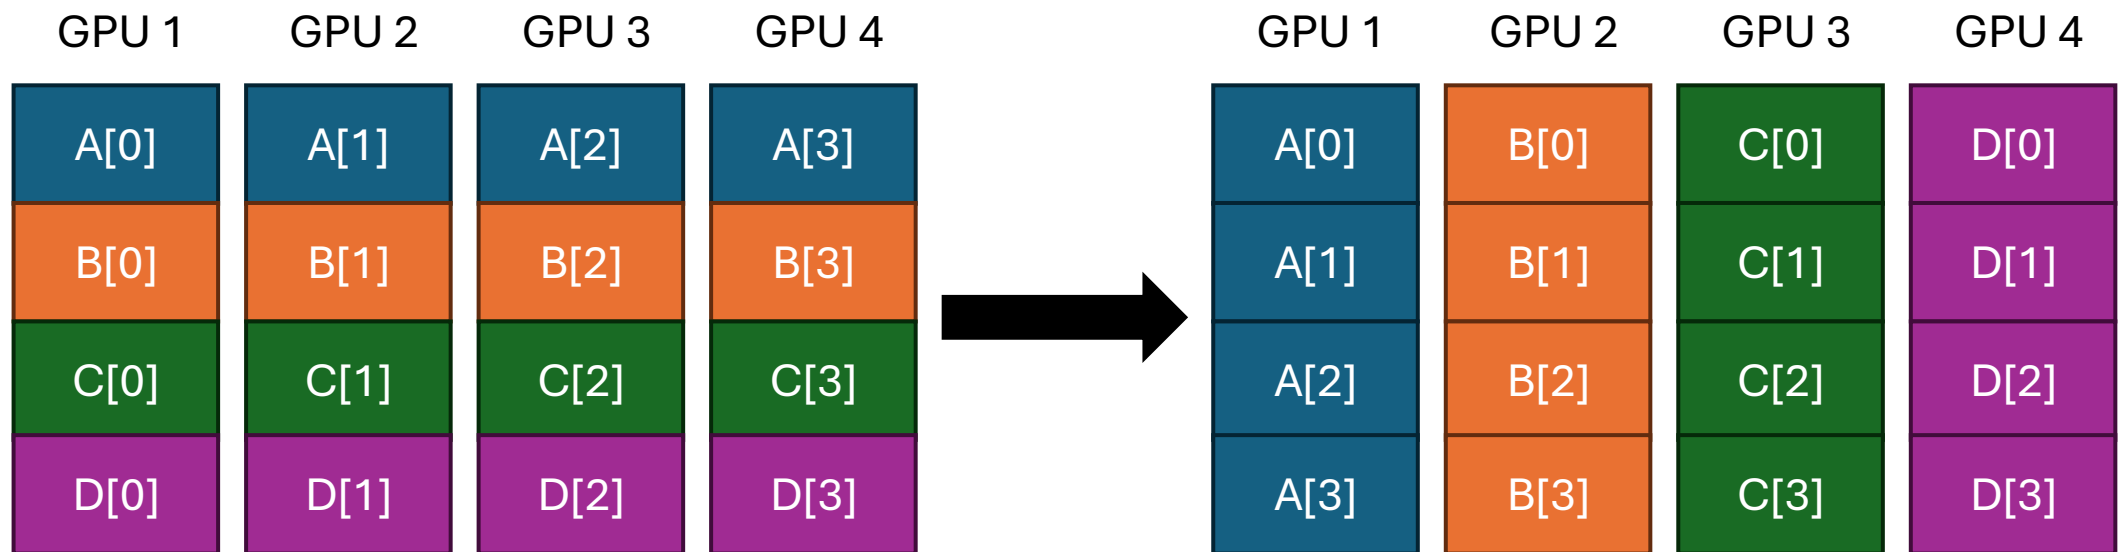 GPU 1 GPU 2 GPU 3 GPU 4 GPU 1 GPU 2 GPU 3 GPU 4
A[0] A[1] A[2] A[3] A[0] B[0] C[0] D[0]
B[0] B[1] B[2] B[3] A[1] B[1] C[1] D[1]
C[0] C[1] C[2] C[3] A[2] B[2] C[2] D[2]
D[0] D[1] D[2] D[3] A[3] B[3] C[3] D[3]